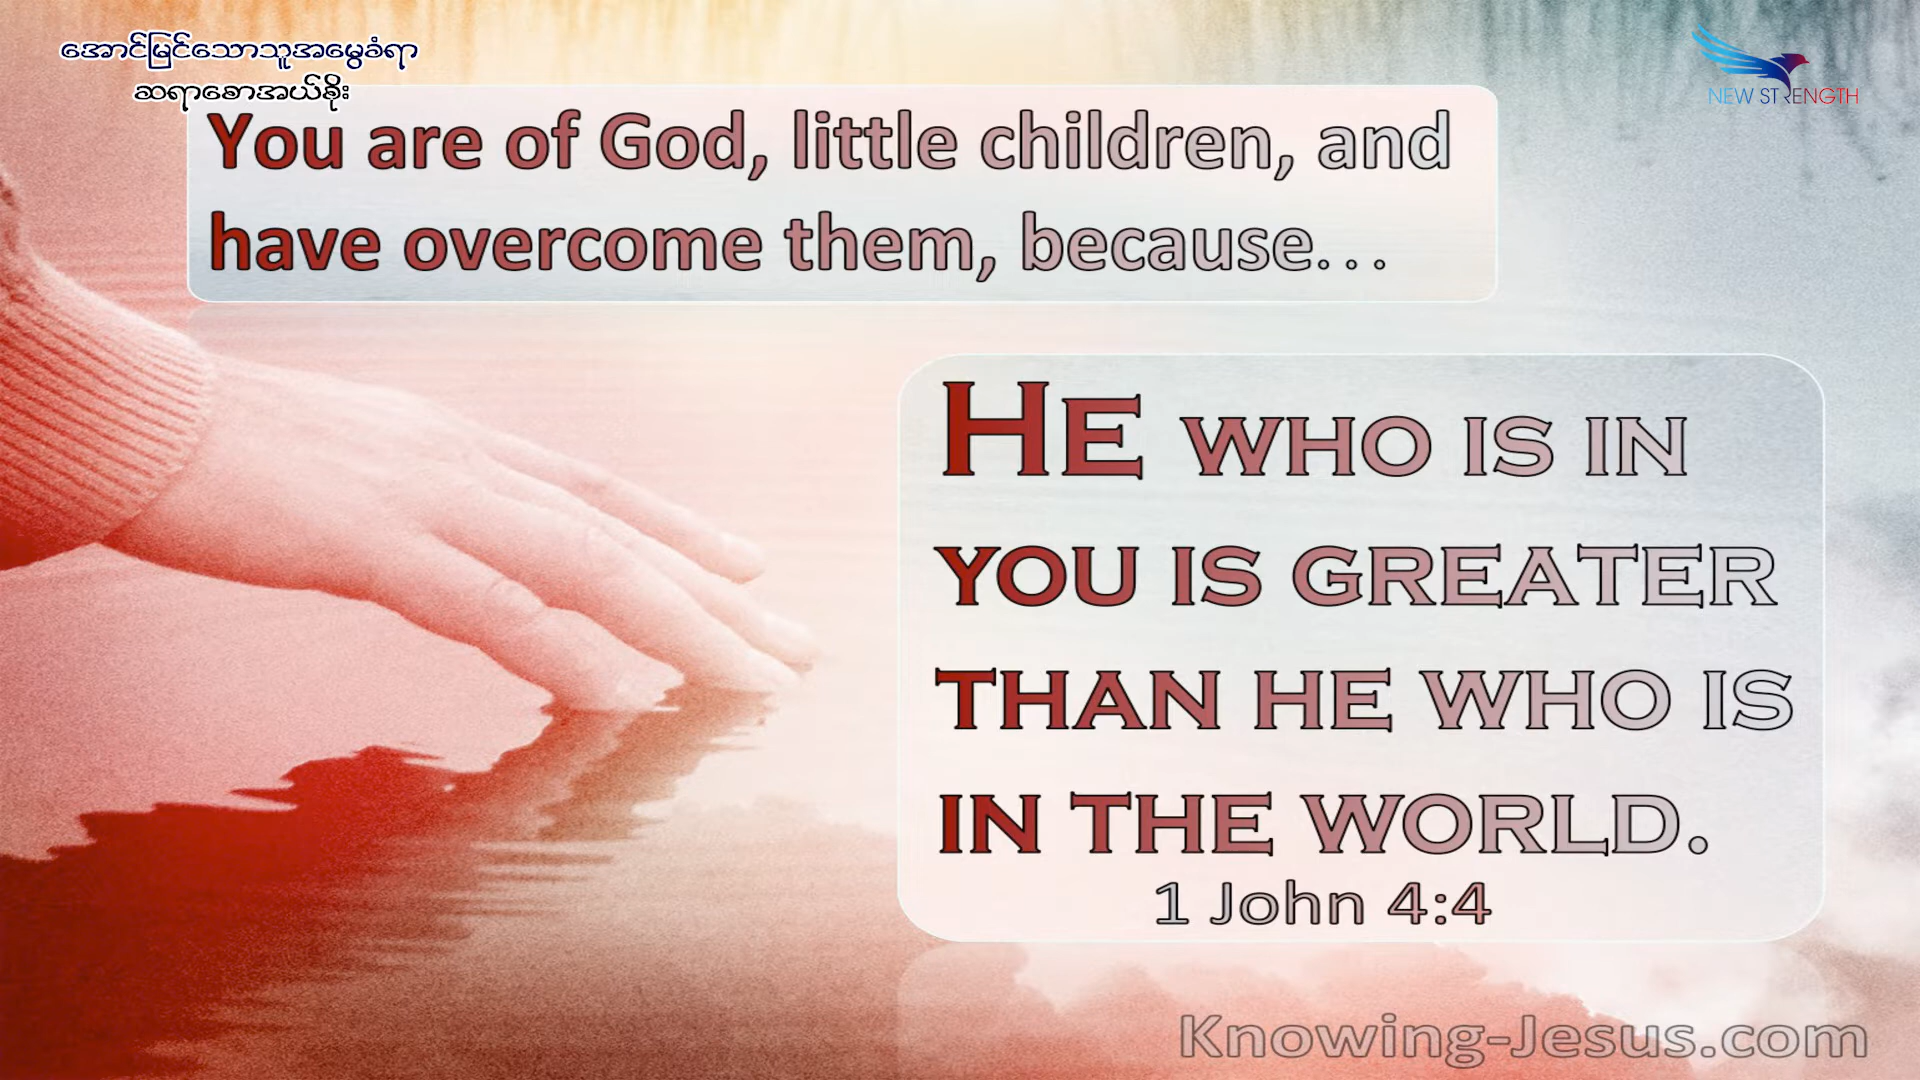 အောင်မြင်သောသူအမွေခံရာ
ဆရာစောအယ်စိုး
NEW STRENGTH
You are of God, little children, and
have overcome them, because...
HE WHO IS IN
YOU IS GREATER
THAN HE WHO IS
IN THE WORLD.
1 John 4:4
Knowing-Jesus.com